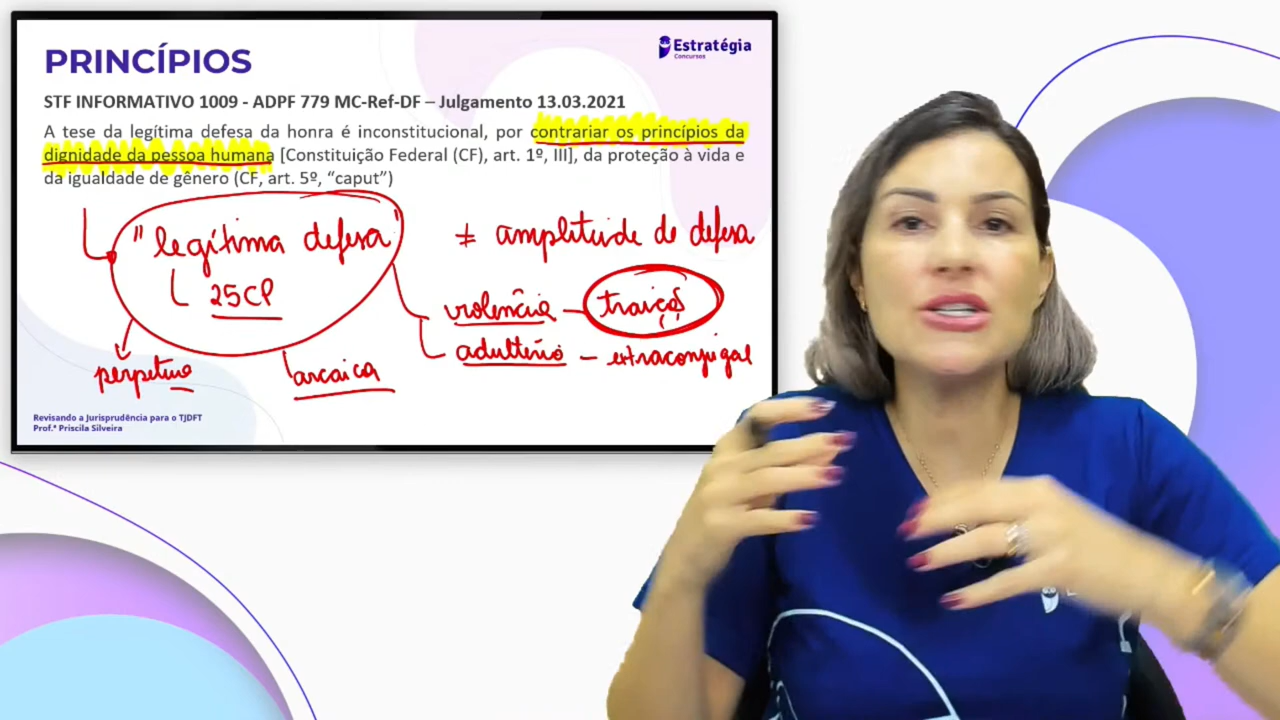 PRINCÍPIOS
Estratégia
Concursos
STF INFORMATIVO 1009 - ADPF 779 MC-Ref-DF – Julgamento 13.03.2021
A tese da legítima defesa da honra é inconstitucional, por contrariar os princípios da
dignidade da pessoa humana [Constituição Federal (CF), art. 1º, III], da proteção à vida e
da igualdade de gênero (CF, art. 5º, “caput”)
" legítima defesa
≠ amplitude de defesa
25CP
violência – traição
adultério – extraconjugal
perpetua
arcaica
Revisando a Jurisprudência para o TJDFT
Prof.ª Priscila Silveira